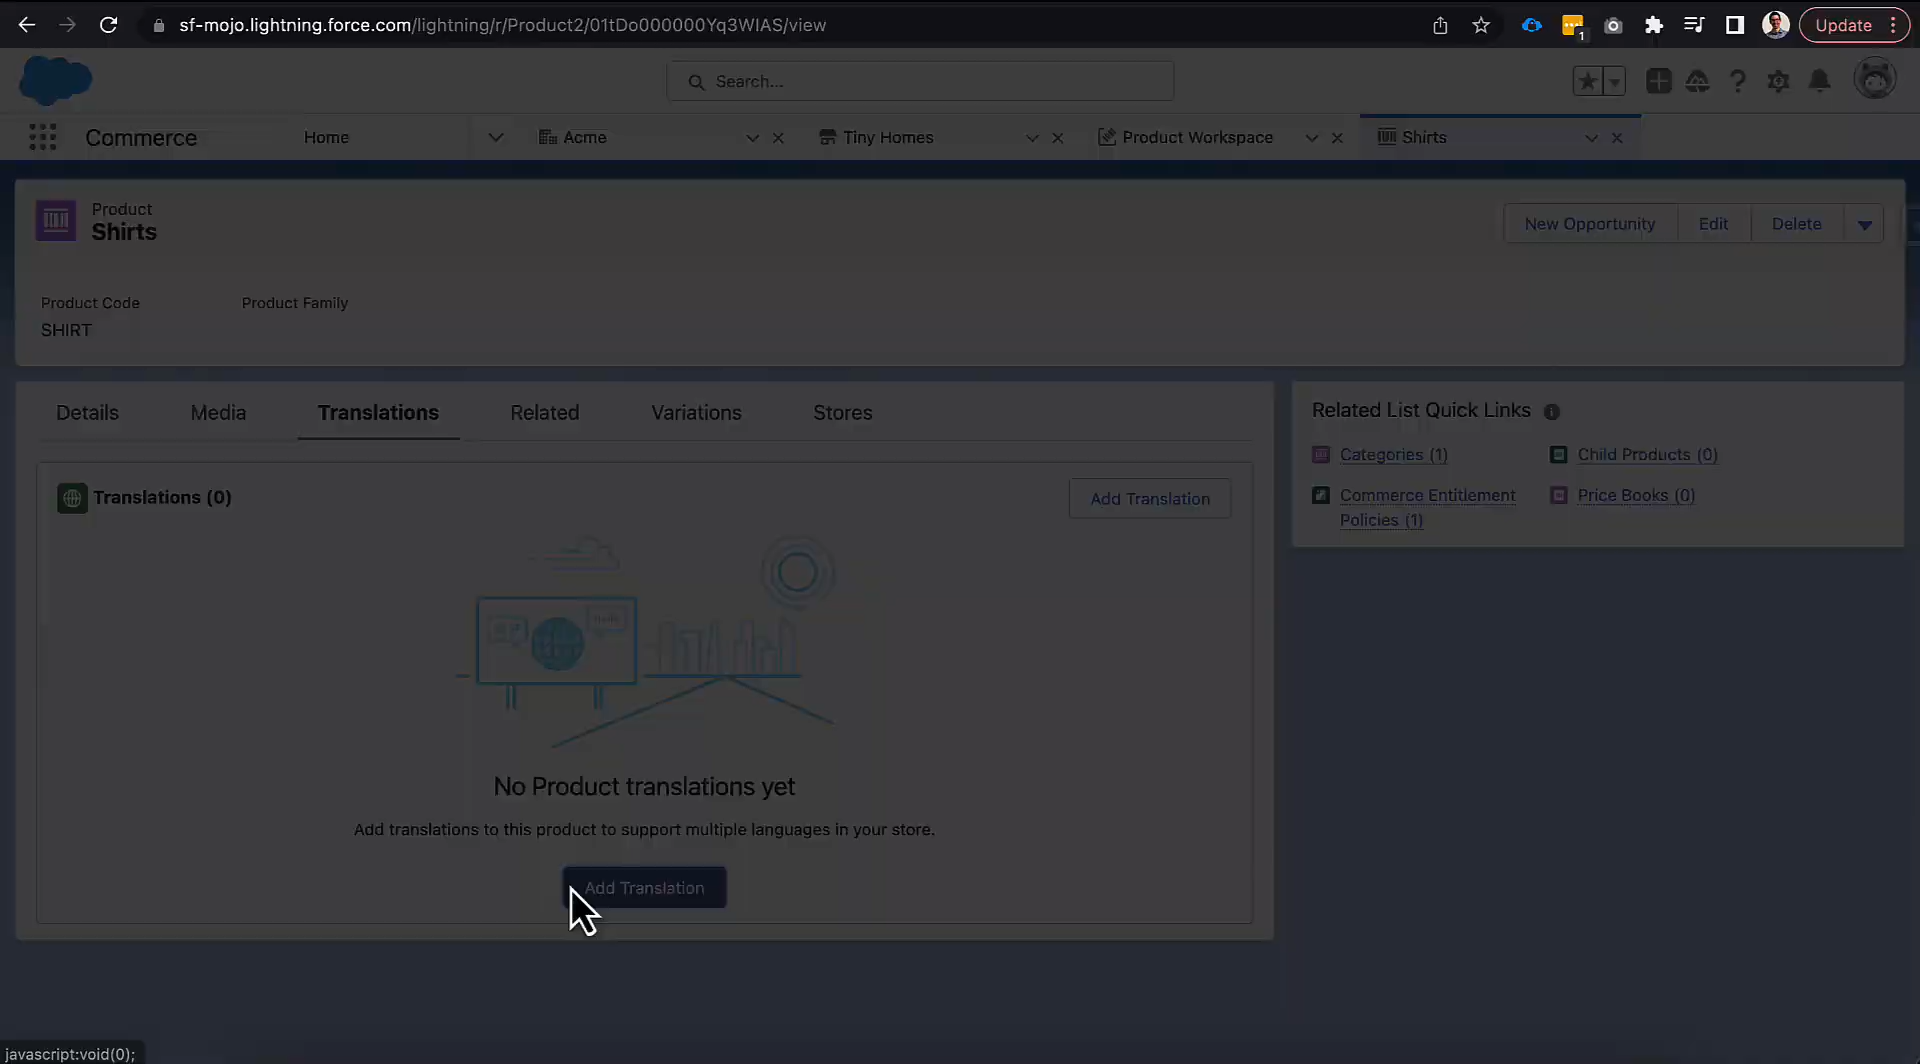 sf-mojo.lightning.force.com/lightning/r/Product2/01tDo000000Yq3WIAS/view
1
Update
Search...
Commerce
Home
Acme
Tiny Homes
Product Workspace
Shirts
Product
Shirts
New Opportunity
Edit
Delete
Product Code
Product Family
SHIRT
Details
Media
Translations
Related
Variations
Stores
Related List Quick Links
Categories (1)
Child Products (0)
Commerce Entitlement
Policies (1)
Price Books (0)
Translations (0)
Add Translation
No Product translations yet
Add translations to this product to support multiple languages in your store.
Add Translation
javascript:void(0);